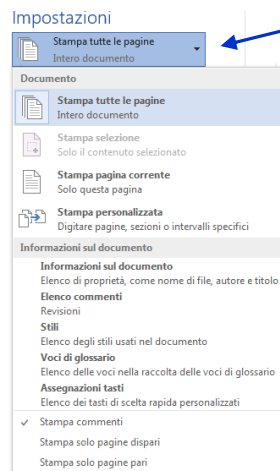 Impostazioni
Stampa tutte le pagine
Intero documento
Documento
Stampa tutte le pagine
Intero documento
Stampa selezione
Solo il contenuto selezionato
Stampa pagina corrente
Solo questa pagina
Stampa personalizzata
Digitare pagine, sezioni o intervalli specifici
Informazioni sul documento
Informazioni sul documento
Elenco di proprietà, come nome di file, autore e titolo
Elenco commenti
Revisioni
Stili
Elenco degli stili usati nel documento
Voci di glossario
Elenco delle voci nella raccolta delle voci di glossario
Assegnazioni tasti
Elenco dei tasti di scelta rapida personalizzati
Stampa commenti
Stampa solo pagine dispari
Stampa solo pagine pari